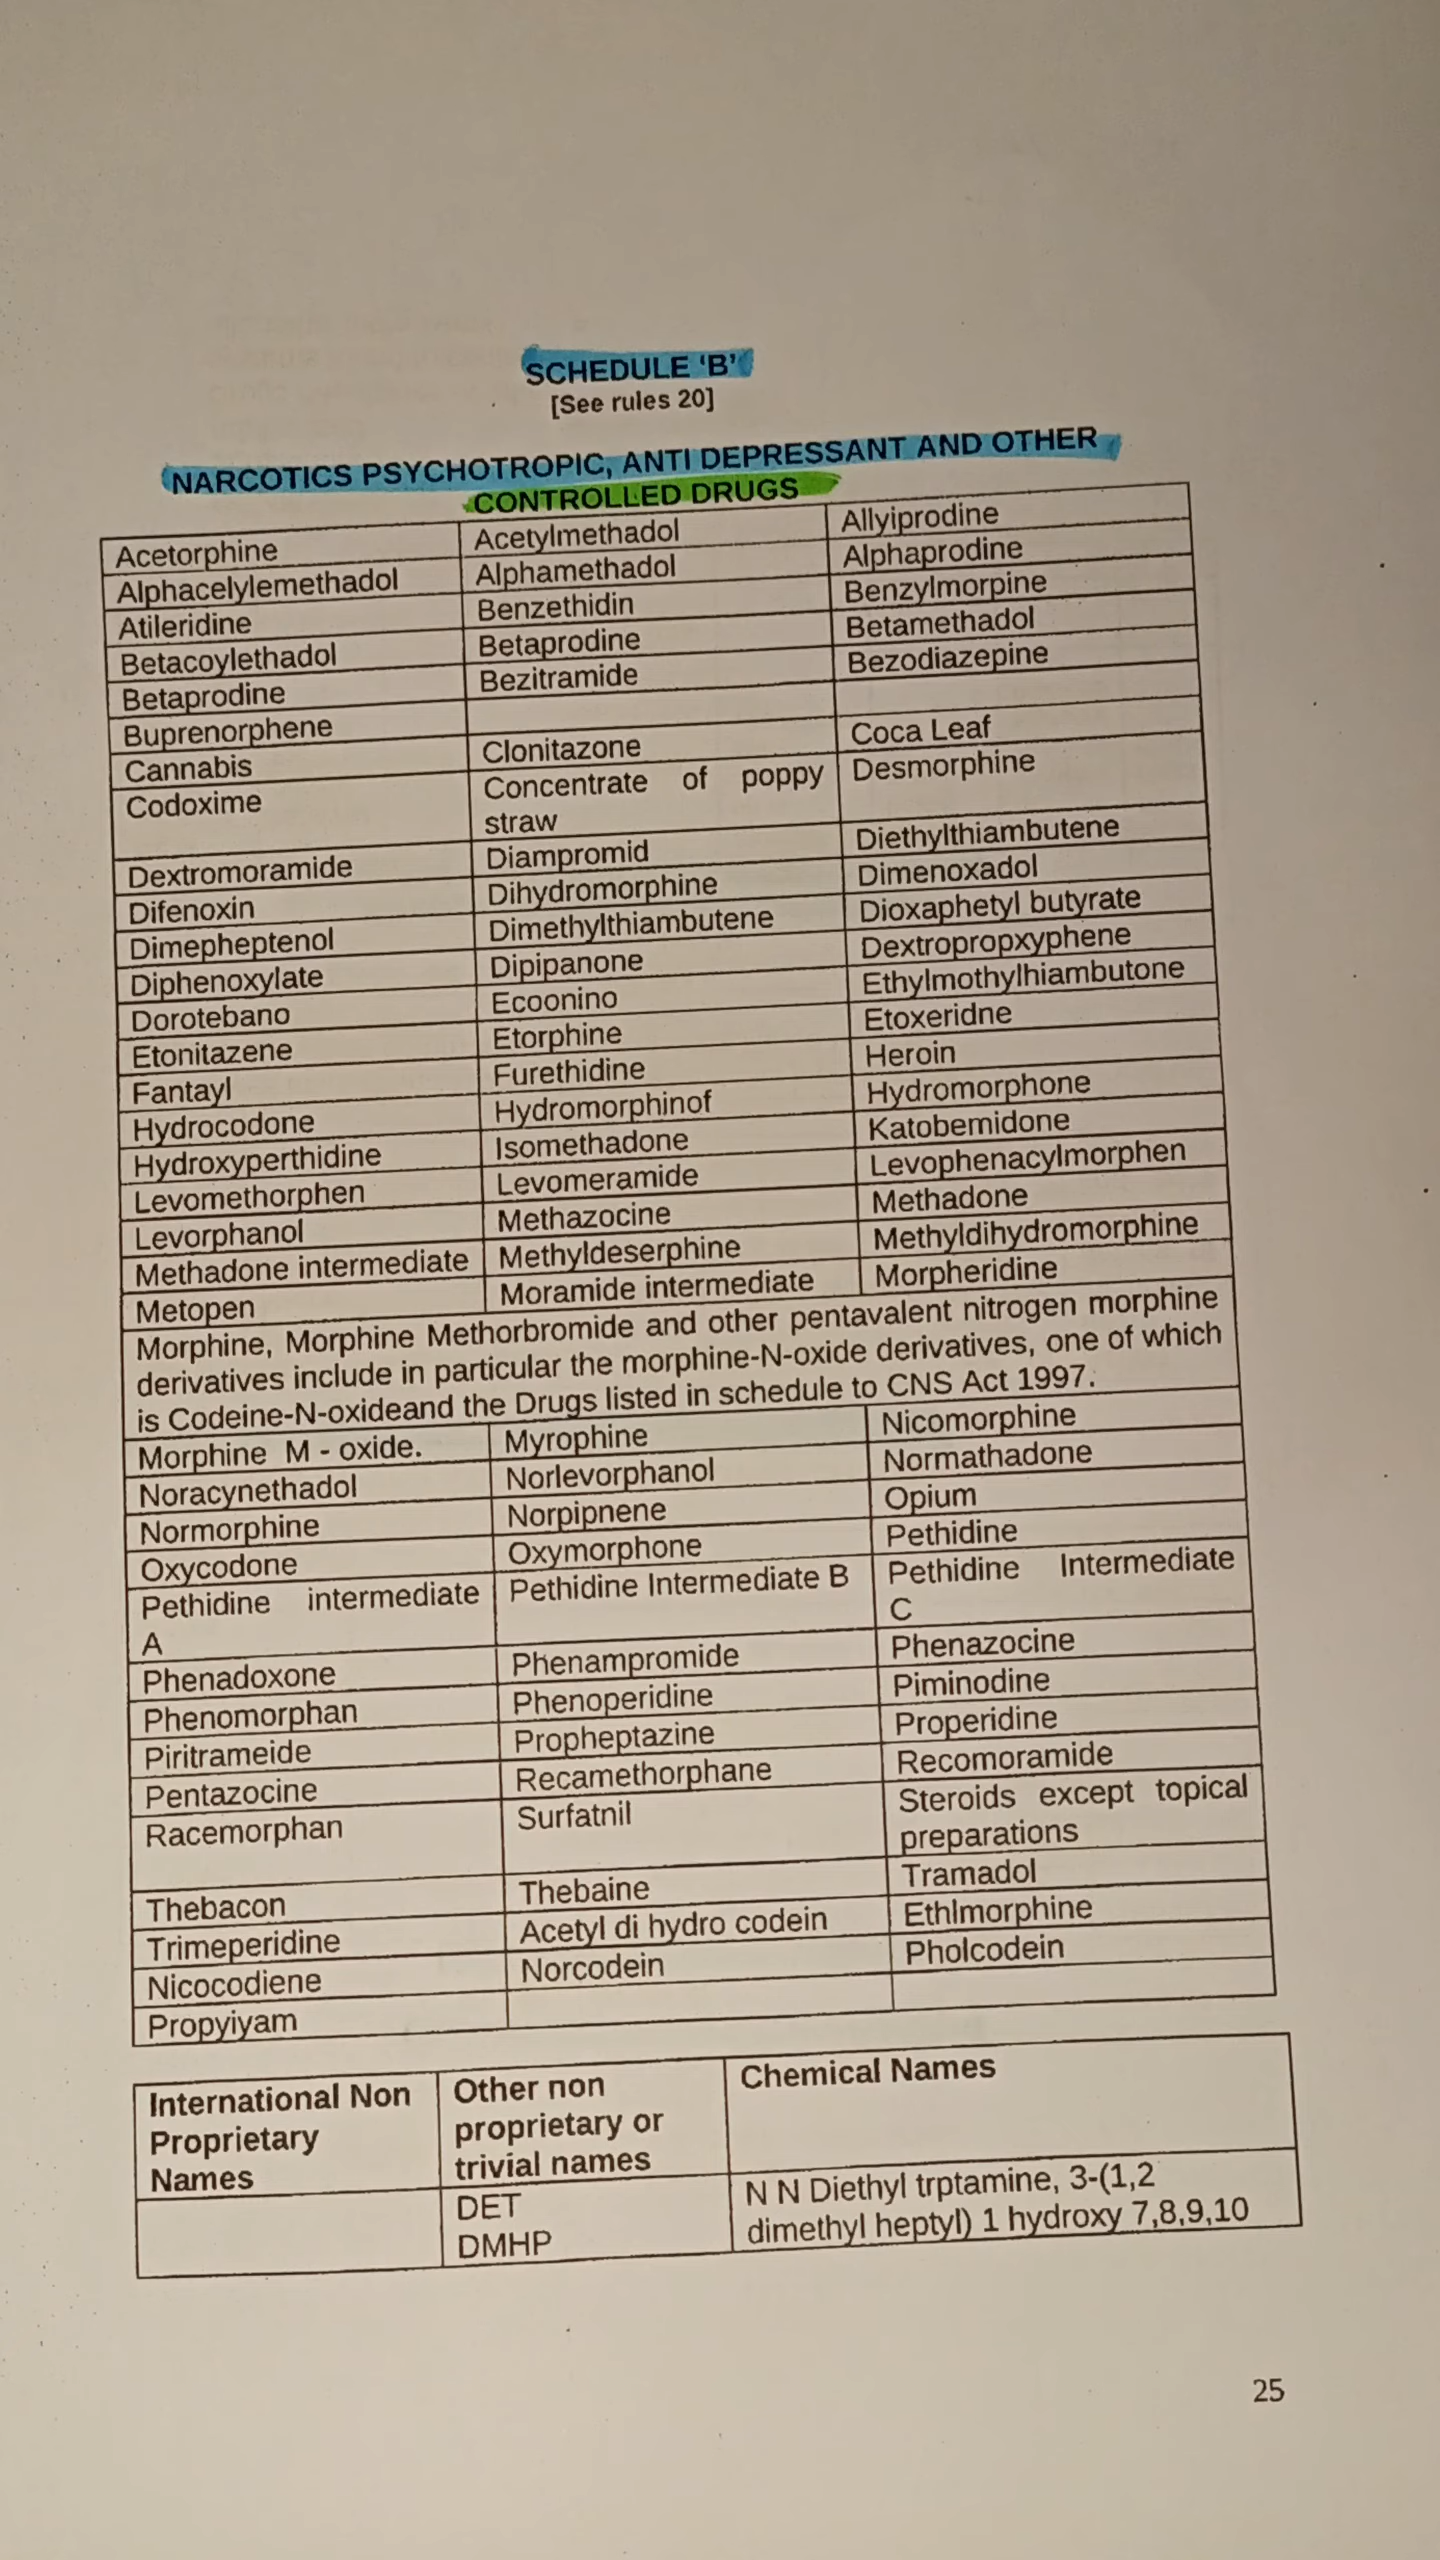 SCHEDULE ‘B’
[See rules 20]
NARCOTICS PSYCHOTROPIC, ANTI DEPRESSANT AND OTHER
CONTROLLED DRUGS
Acetorphine Acetylmethadol Allyiprodine
Alphacelylemethadol Alphamethadol Alphaprodine
Atileridine Benzethidin Benzylmorpine
Betacoylethadol Betaprodine Betamethadol
Betaprodine Bezitramide Bezodiazepine
Buprenorphene
Cannabis Clonitazone Coca Leaf
Codoxime Concentrate of poppy Desmorphine
straw
Dextromoramide Diampromid Diethylthiambutene
Difenoxin Dihydromorphine Dimenoxadol
Dimepheptenol Dimethylthiambutene Dioxaphetyl butyrate
Diphenoxylate Dipipanone Dextropropxyphene
Dorotebano Ecoonino Ethylmothylhiambutone
Etonitazene Etorphine Etoxeridne
Fantayl Furethidine Heroin
Hydrocodone Hydromorphinof Hydromorphone
Hydroxyperthidine Isomethadone Katobemidone
Levomethorphen Levomeramide Levophenacylmorphen
Levorphanol Methazocine Methadone
Methadone intermediate Methyldeserphine Methyldihydromorphine
Metopen Moramide intermediate Morpheridine
Morphine, Morphine Methorbromide and other pentavalent nitrogen morphine
derivatives include in particular the morphine-N-oxide derivatives, one of which
is Codeine-N-oxideand the Drugs listed in schedule to CNS Act 1997.
Morphine M - oxide. Myrophine Nicomorphine
Noracynethadol Norlevorphanol Normathadone
Normorphine Norpipnene Opium
Oxycodone Oxymorphone Pethidine
Pethidine intermediate Pethidine Intermediate B Pethidine Intermediate
A C
Phenadoxone Phenampromide Phenazocine
Phenomorphan Phenoperidine Piminodine
Piritrameide Propheptazine Properidine
Pentazocine Recamethorphane Recomoramide
Racemorphan Surfatnil Steroids except topical
preparations
Thebacon Thebaine Tramadol
Trimeperidine Acetyl di hydro codein Ethlmorphine
Nicocodiene Norcodein Pholcodein
Propyiyam
International Non Other non Chemical Names
Proprietary proprietary or
Names trivial names
DET N N Diethyl trptamine, 3-(1,2
DMHP dimethyl heptyl) 1 hydroxy 7,8,9,10
25